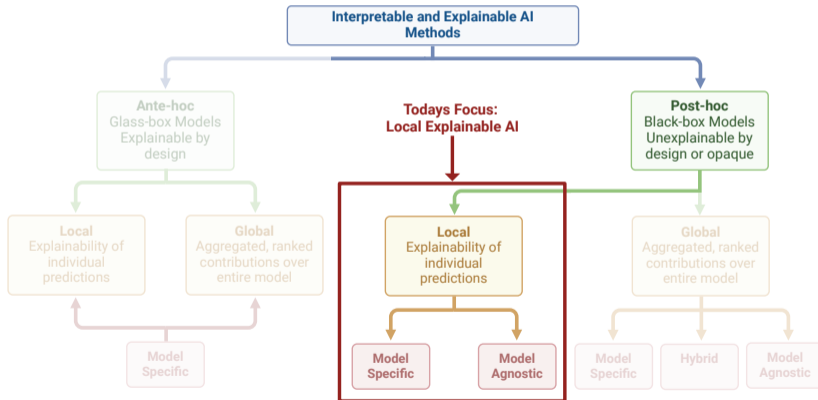 Interpretable and Explainable AI
Methods
Ante-hoc
Glass-box Models
Explainable by
design
Todays Focus:
Local Explainable AI
Post-hoc
Black-box Models
Unexplainable by
design or opaque
Local
Explainability of
individual
predictions
Global
Aggregated, ranked
contributions over
entire model
Local
Explainability of
individual
predictions
Global
Aggregated, ranked
contributions over
entire model
Model
Specific
Model
Specific
Model
Agnostic
Model
Specific
Hybrid
Model
Agnostic